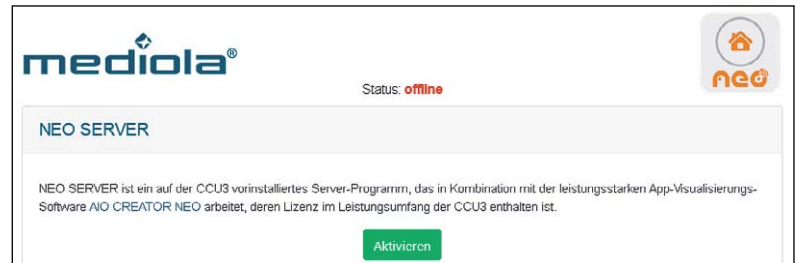 mediola®
neo
Status: offline
NEO SERVER
NEO SERVER ist ein auf der CCU3 vorinstalliertes Server-Programm, das in Kombination mit der leistungsstarken App-Visualisierungs-
Software AIO CREATOR NEO arbeitet, deren Lizenz im Leistungsumfang der CCU3 enthalten ist.
Aktivieren